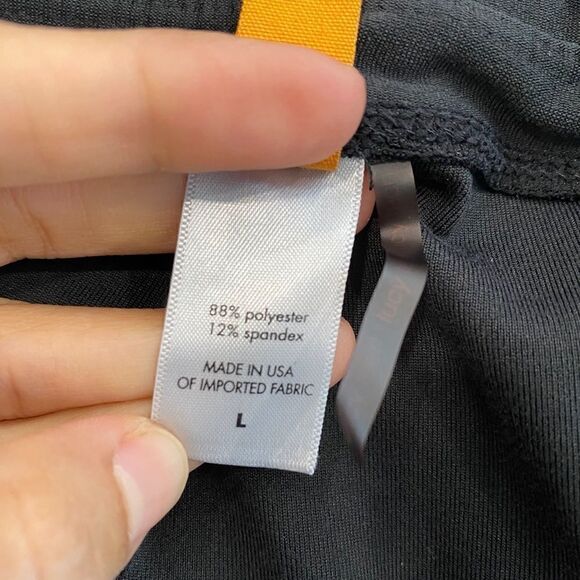 88% polyester
12% spandex
MADE IN USA
OF IMPORTED FABRIC
L
lucy